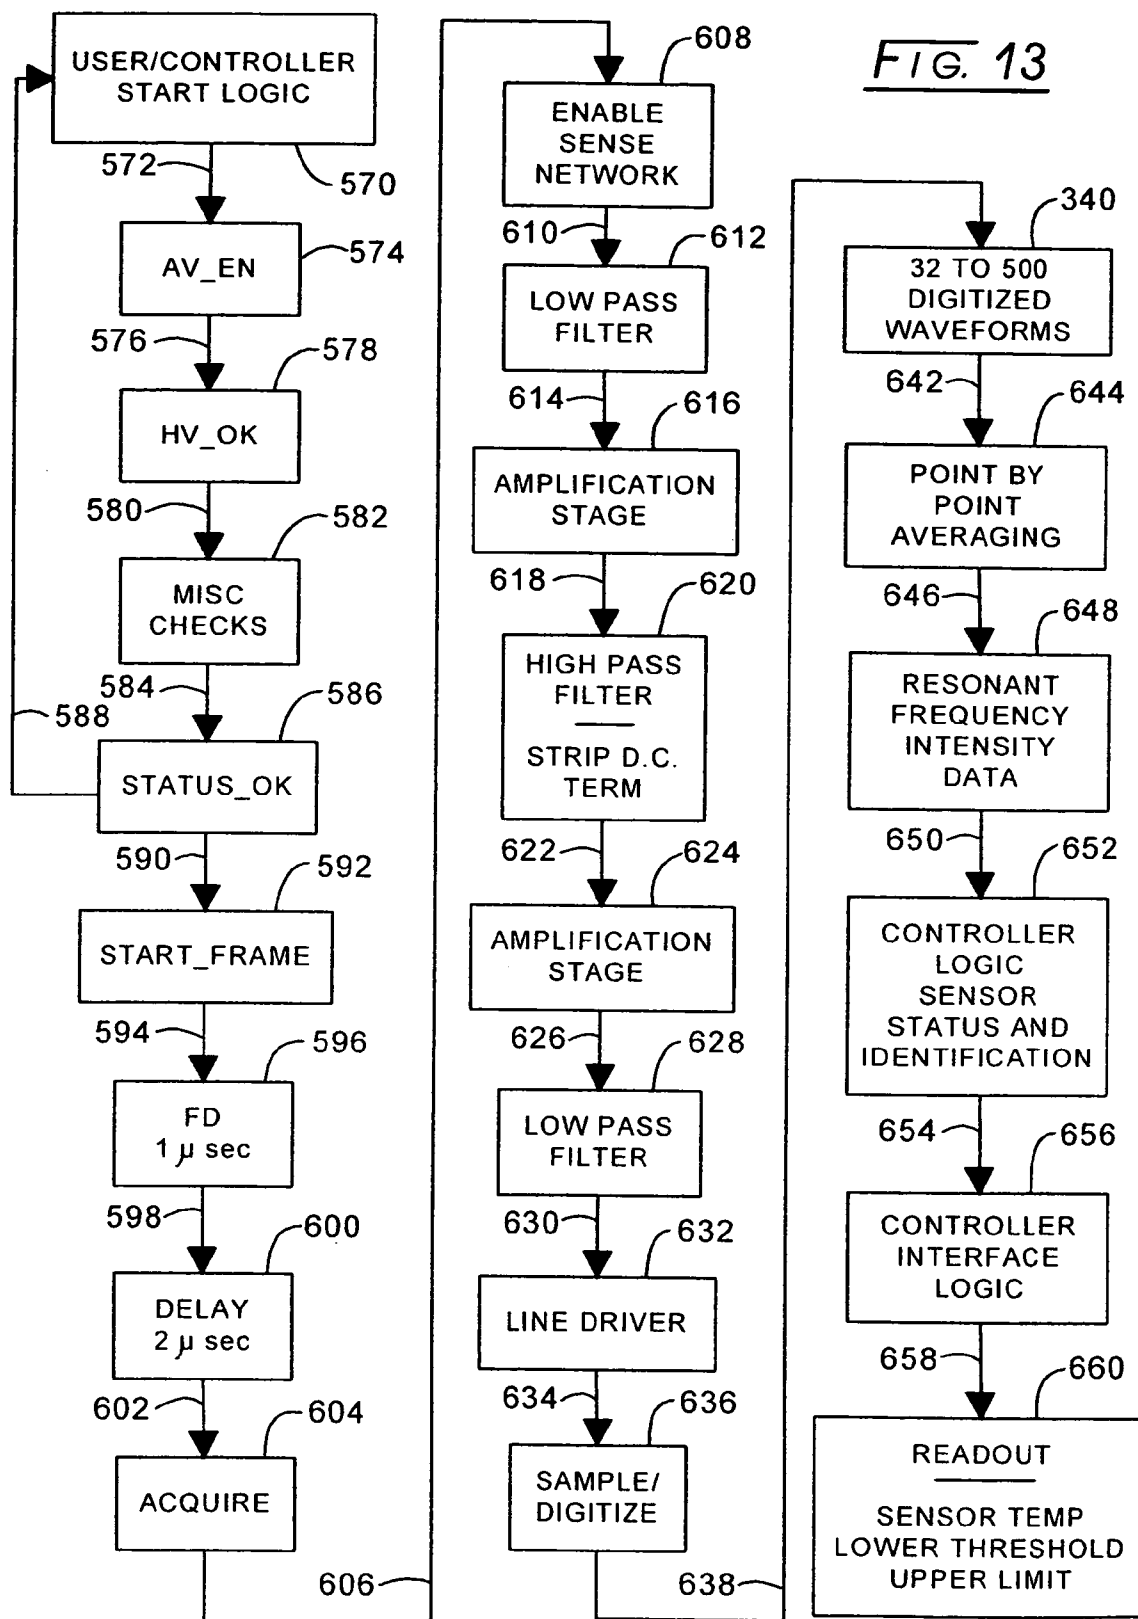 FIG. 13
USER/CONTROLLER
START LOGIC
570
572
AV_EN
574
576
578
HV_OK
580
582
MISC
CHECKS
584
586
588
STATUS_OK
590
592
START_FRAME
594
596
FD
1 µ sec
598
600
DELAY
2 µ sec
602
604
ACQUIRE
606
608
ENABLE
SENSE
NETWORK
610
612
LOW PASS
FILTER
614
616
AMPLIFICATION
STAGE
618
620
HIGH PASS
FILTER
STRIP D.C.
TERM
622
624
AMPLIFICATION
STAGE
626
628
LOW PASS
FILTER
630
632
LINE DRIVER
634
636
SAMPLE/
DIGITIZE
638
340
32 TO 500
DIGITIZED
WAVEFORMS
642
644
POINT BY
POINT
AVERAGING
646
648
RESONANT
FREQUENCY
INTENSITY
DATA
650
652
CONTROLLER
LOGIC
SENSOR
STATUS AND
IDENTIFICATION
654
656
CONTROLLER
INTERFACE
LOGIC
658
660
READOUT
SENSOR TEMP
LOWER THRESHOLD
UPPER LIMIT